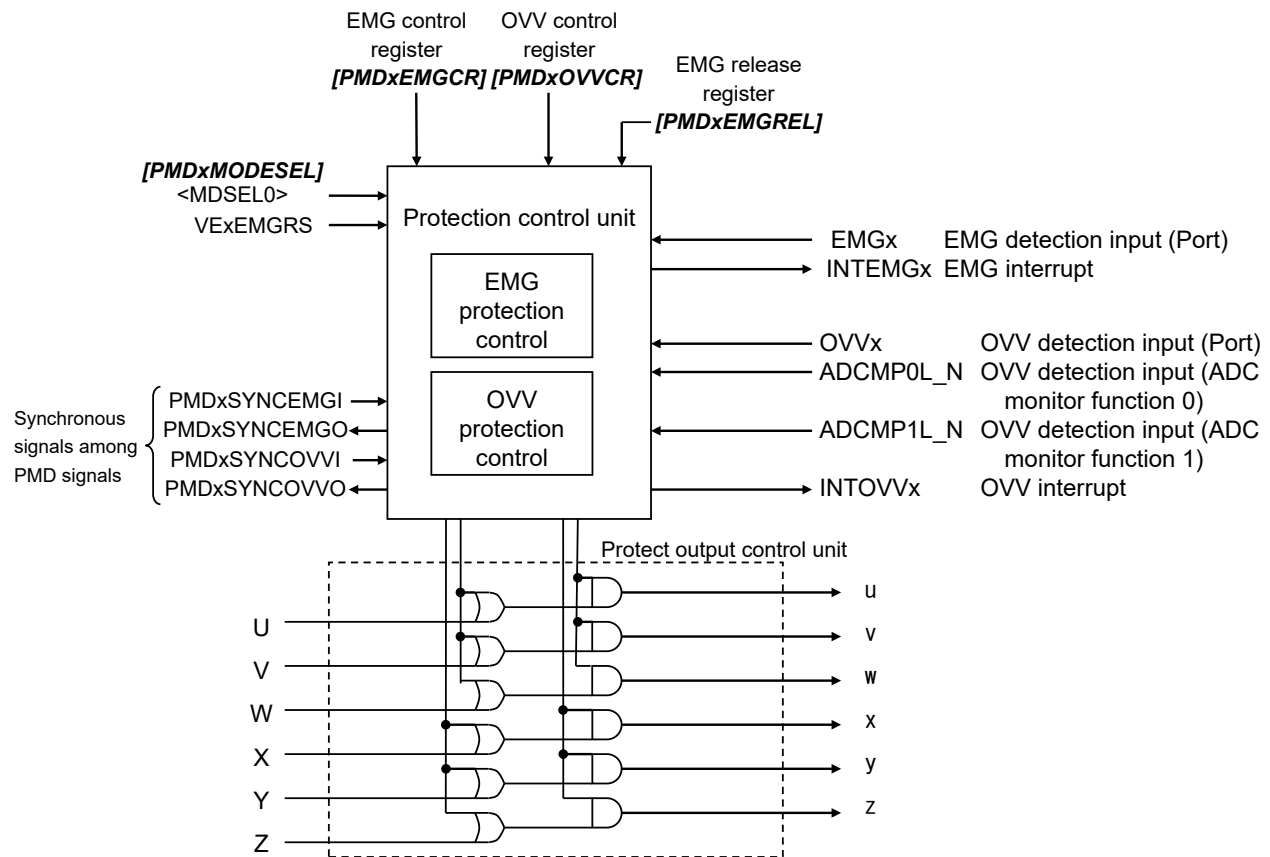 EMG control
register
[PMDxEMGCR]
OVV control
register
[PMDxOVVCR]
EMG release
register
[PMDxEMGREL]
[PMDxMODESEL]
<MDSEL0>
VExEMGRS
Protection control unit
EMG
protection
control
OVV
protection
control
EMGx EMG detection input (Port)
INTEMGx EMG interrupt
OVVx OVV detection input (Port)
ADCMP0L_N OVV detection input (ADC
monitor function 0)
ADCMP1L_N OVV detection input (ADC
monitor function 1)
INTOVVx OVV interrupt
Synchronous
signals among
PMD signals
PMDxSYNCEMGI
PMDxSYNCEMGO
PMDxSYNCOVVI
PMDxSYNCOVVO
Protect output control unit
U
V
W
X
Y
Z
u
v
w
x
y
z